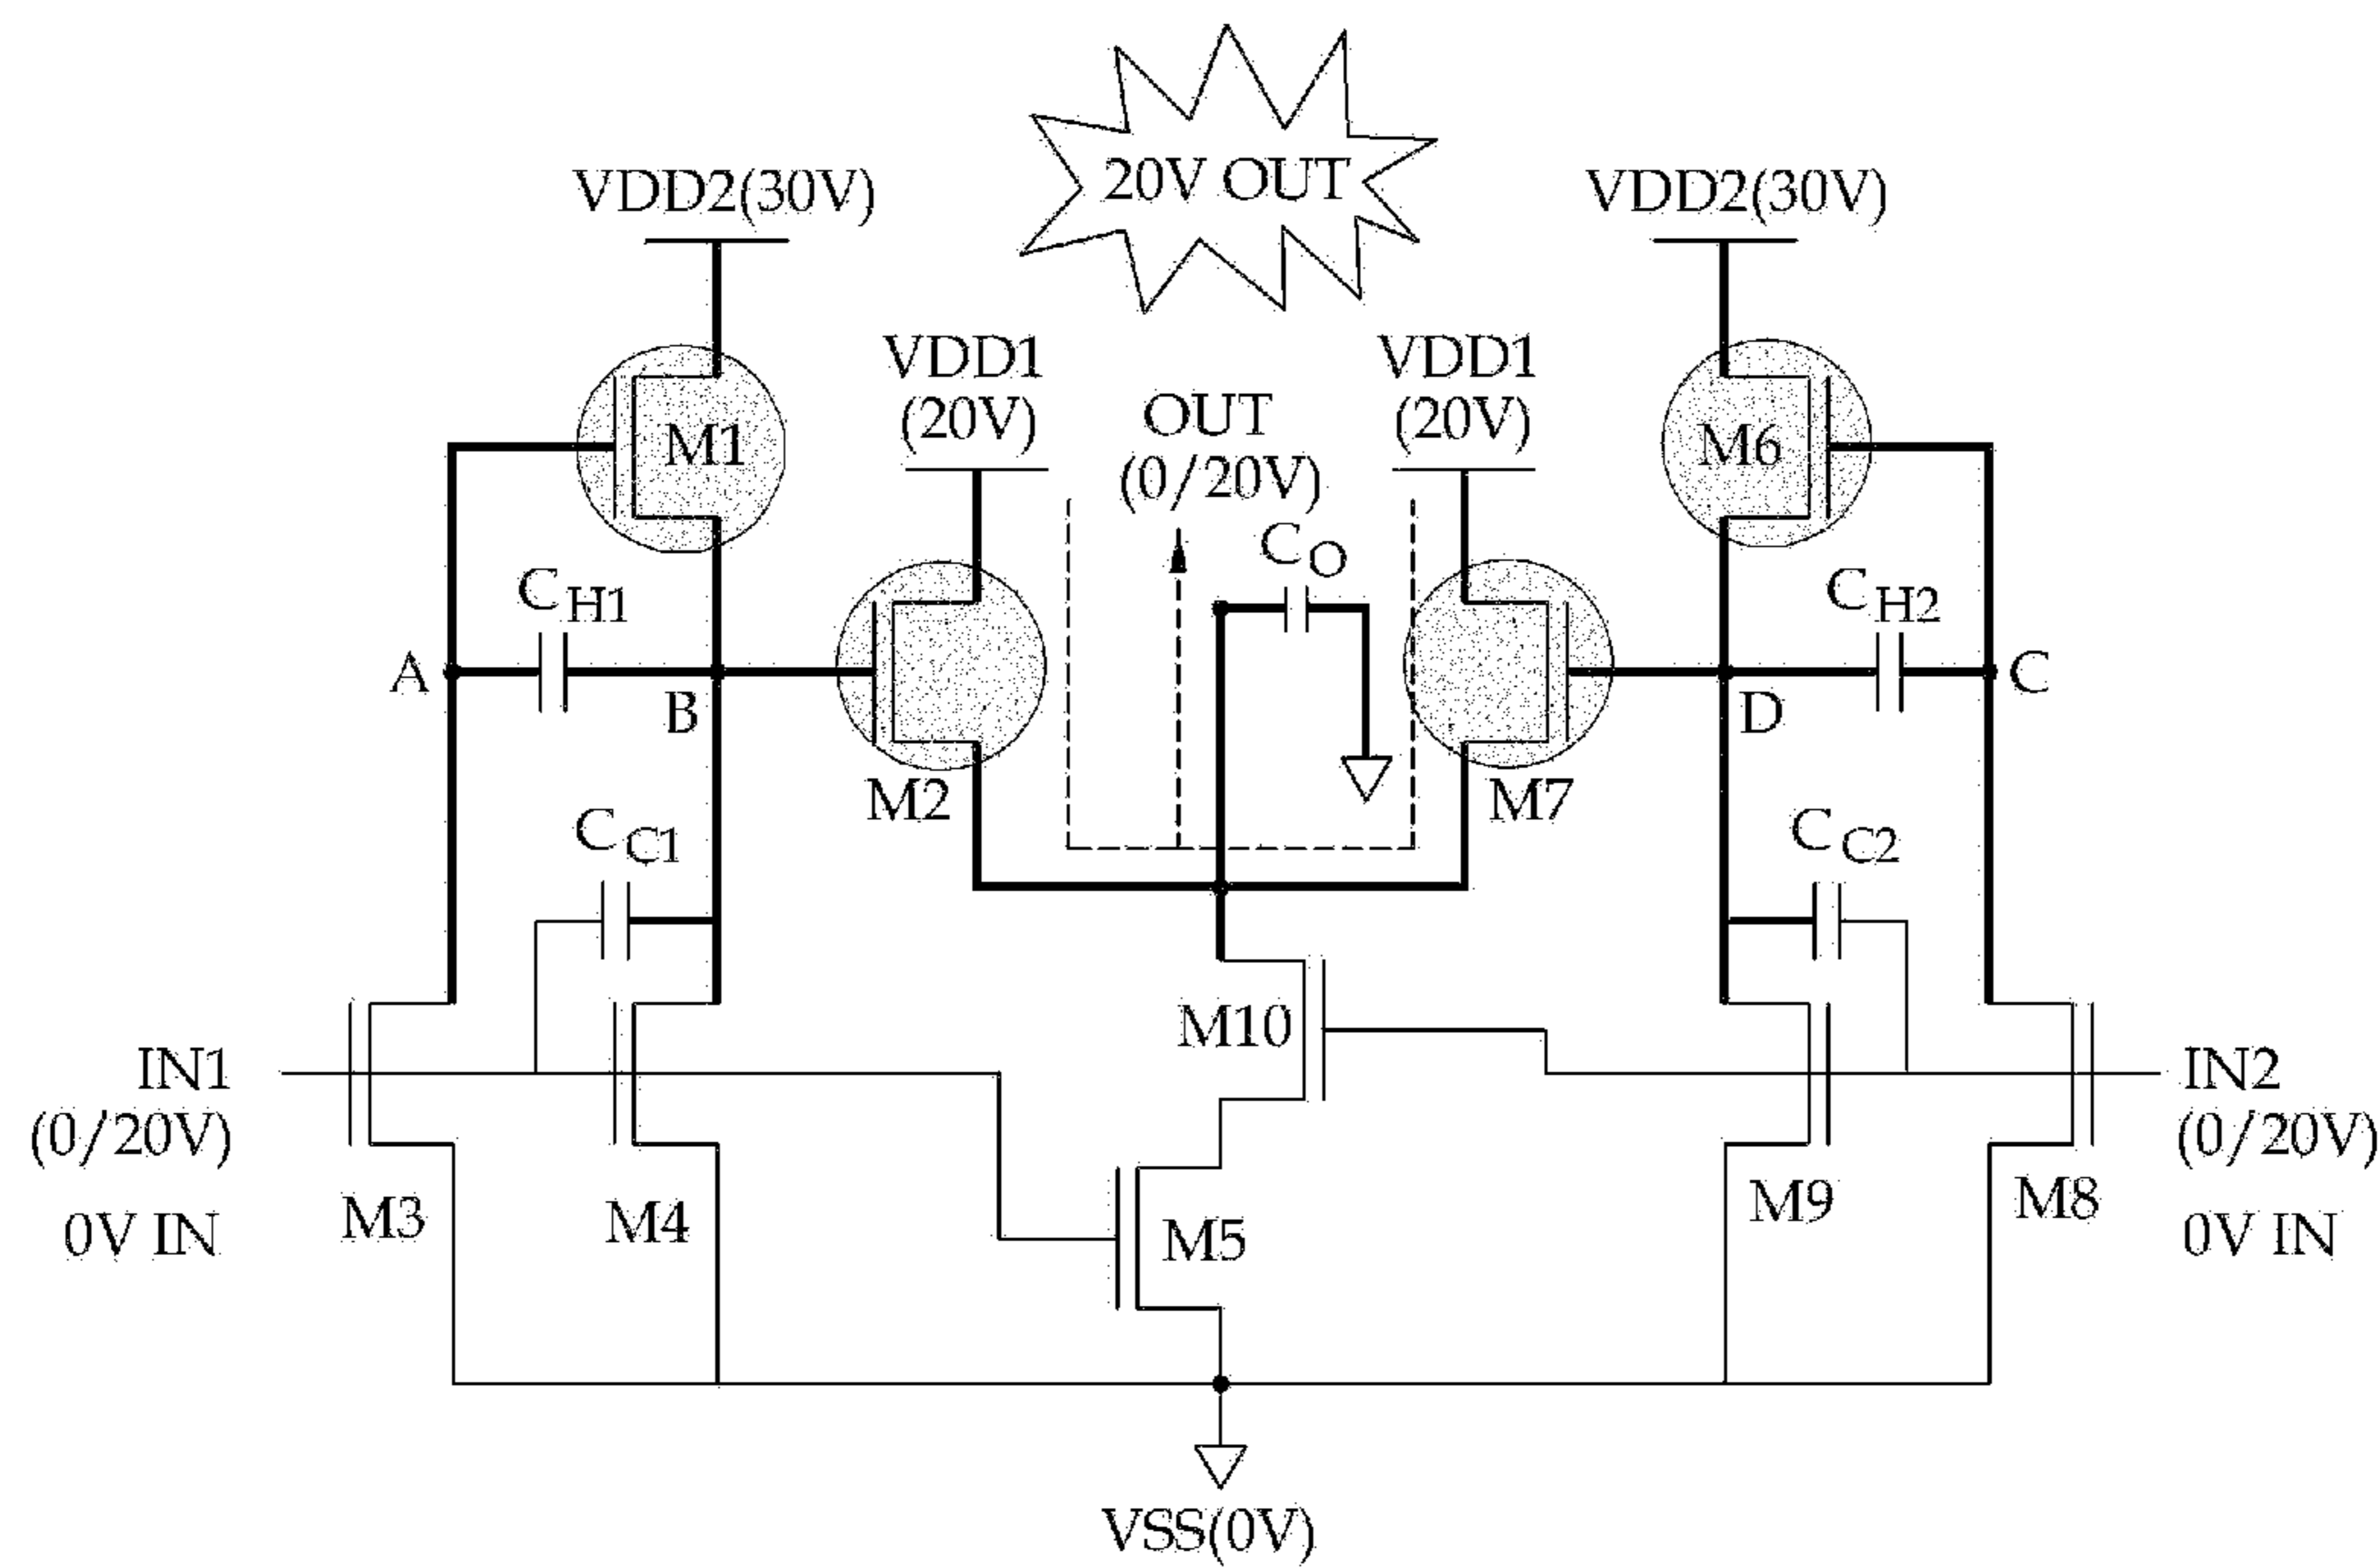 20V OUT
VDD2(30V)
VDD2(30V)
VDD1
(20V)
VDD1
(20V)
OUT
(0/20V)
M1
M6
CO
CH1
CH2
A
B
D
C
M2
M7
CC1
CC2
M10
IN1
(0/20V)
0V IN
IN2
(0/20V)
0V IN
M3
M4
M5
M9
M8
VSS(0V)